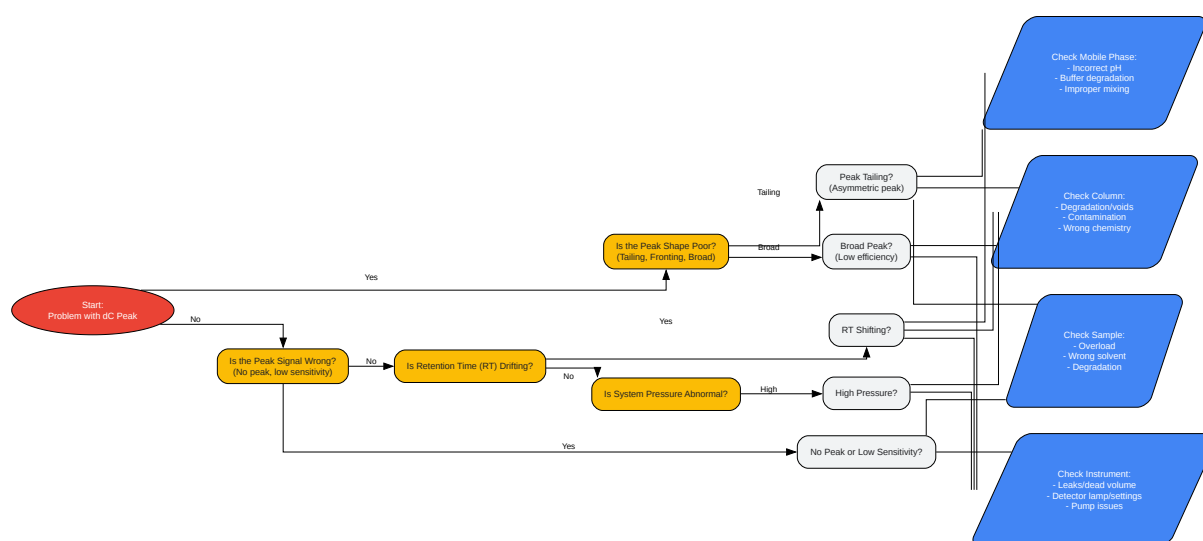 Check Mobile Phase:
- Incorrect pH
- Buffer degradation
- Improper mixing
Peak Tailing?
(Asymmetric peak)
Tailing
Check Column:
- Degradation/voids
- Contamination
- Wrong chemistry
Is the Peak Shape Poor?
(Tailing, Fronting, Broad)
Broad
Broad Peak?
(Low efficiency)
Yes
Start:
Problem with dC Peak
No
Yes
RT Shifting?
Check Sample:
- Overload
- Wrong solvent
- Degradation
Is the Peak Signal Wrong?
(No peak, low sensitivity)
No
Is Retention Time (RT) Drifting?
No
Is System Pressure Abnormal?
High
High Pressure?
Yes
No Peak or Low Sensitivity?
Check Instrument:
- Leaks/dead volume
- Detector lamp/settings
- Pump issues